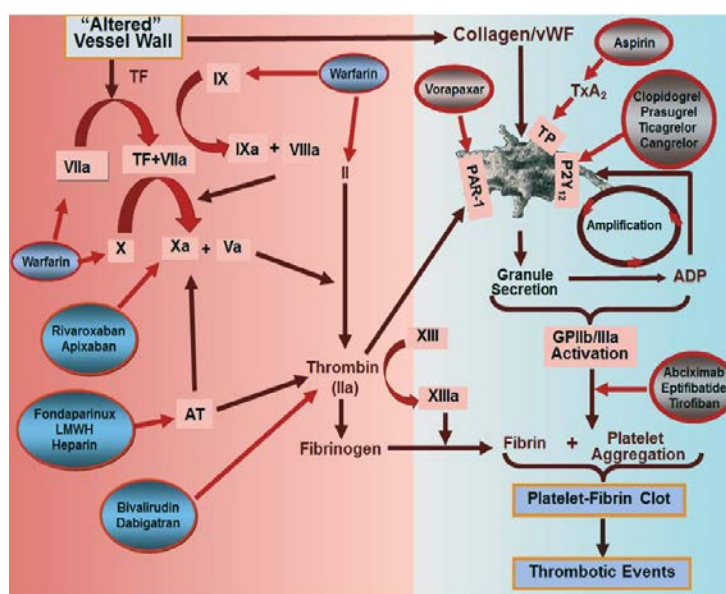 “Altered”
Vessel Wall
Collagen/vWF
Aspirin
TF
IX
Warfarin
Vorapaxar
TxA2
Clopidogrel
Prasugrel
Ticagrelor
Cangrelor
TP
P2Y12
PAR-1
VIIa
TF+VIIa
IXa + VIIIa
II
Amplification
Warfarin
X
Xa + Va
Granule
Secretion
ADP
Rivaroxaban
Apixaban
XIII
GPIIb/IIIa
Activation
Thrombin
(IIa)
XIIIa
Abciximab
Eptifibatide
Tirofiban
Fondaparinux
LMWH
Heparin
AT
Fibrinogen
Fibrin + Platelet
Aggregation
Bivalirudin
Dabigatran
Platelet-Fibrin Clot
Thrombotic Events